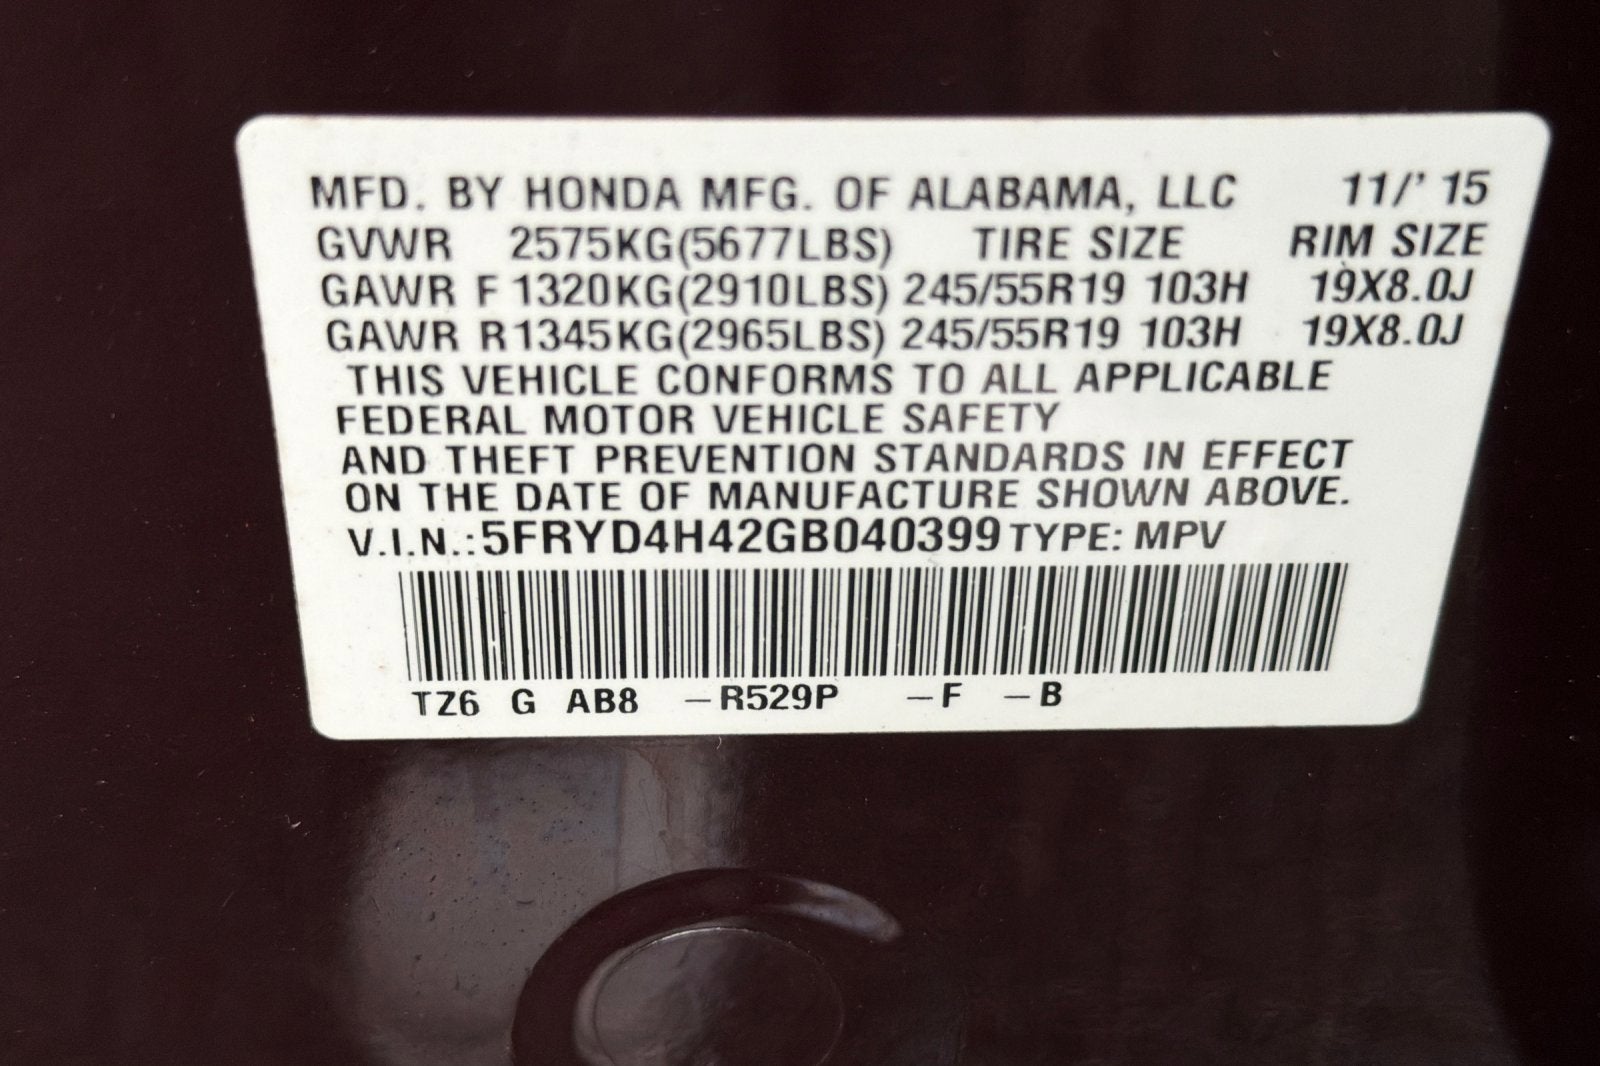 MFD. BY HONDA MFG. OF ALABAMA, LLC 11/' 15
GVWR 2575KG(5677LBS) TIRE SIZE RIM SIZE
GAWR F 1320KG(2910LBS) 245/55R19 103H 19X8.0J
GAWR R1345KG(2965LBS) 245/55R19 103H 19X8.0J
THIS VEHICLE CONFORMS TO ALL APPLICABLE
FEDERAL MOTOR VEHICLE SAFETY
AND THEFT PREVENTION STANDARDS IN EFFECT
ON THE DATE OF MANUFACTURE SHOWN ABOVE.
V.I.N.:5FRYD4H42GB040399 TYPE: MPV
TZ6 G AB8 –R529P –F –B